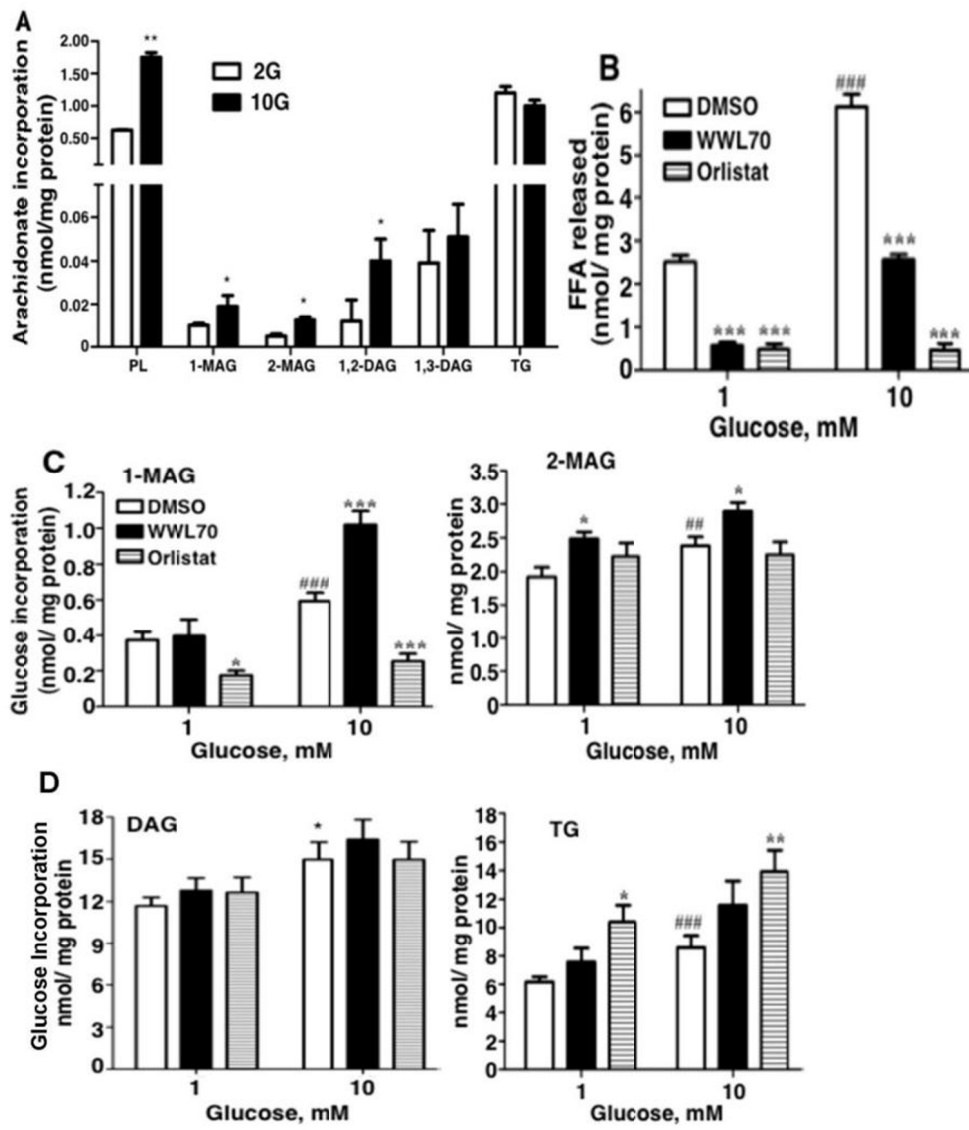 A
Arachidonate incorporation
(nmol/mg protein)
2.00
1.50
1.00
0.50
0.06
0.04
0.02
0
**
*
*
*
2G
10G
PL
1-MAG
2-MAG
1,2-DAG
1,3-DAG
TG
B
FFA released
(nmol/ mg protein)
6
5
4
3
2
1
0
DMSO
WWL70
Orlistat
###
***
***
***
***
1
10
Glucose, mM
C
1-MAG
Glucose incorporation
(nmol/ mg protein)
1.2
1.0
0.8
0.6
0.4
0.2
0
DMSO
WWL70
Orlistat
*
###
***
***
1
10
Glucose, mM
2-MAG
nmol/ mg protein
3.5
3.0
2.5
2.0
1.5
1.0
0.5
0
*
##
*
1
10
Glucose, mM
D
DAG
Glucose Incorporation
nmol/ mg protein
18
15
12
9
6
3
0
*
1
10
Glucose, mM
TG
nmol/ mg protein
18
16
14
12
10
8
6
4
2
0
*
###
**
1
10
Glucose, mM